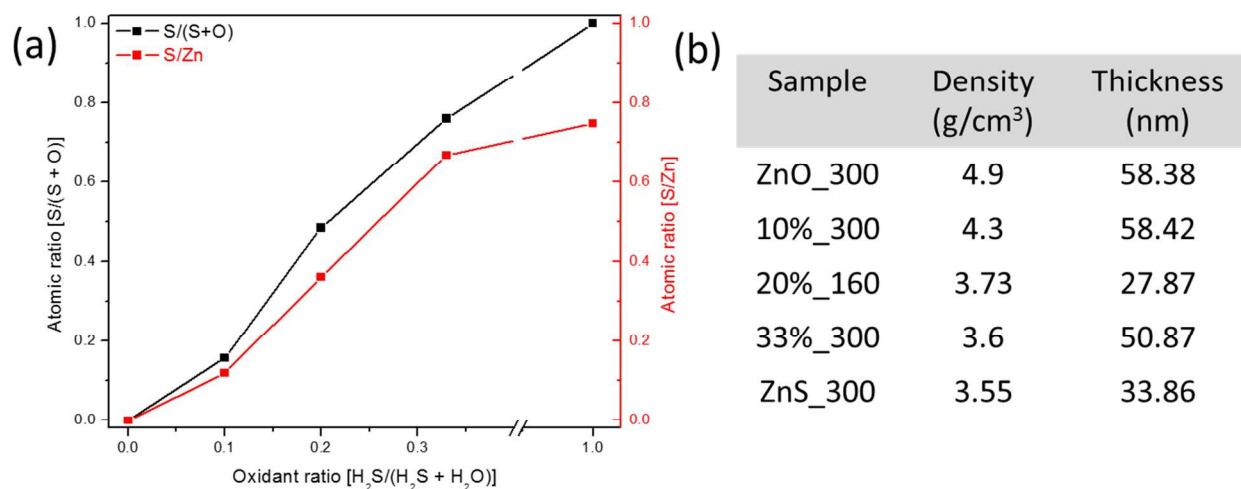 (a)
S/(S+O)
S/Zn
Atomic ratio [S/(S + O)]
1.0
0.8
0.6
0.4
0.2
0.0
0.0 0.1 0.2 0.3 1.0
Oxidant ratio [H₂S/(H₂S + H₂O)]
1.0
0.8
0.6
0.4
0.2
0.0
Atomic ratio [S/Zn]
(b)
Sample Density (g/cm³) Thickness (nm)
ZnO_300 4.9 58.38
10%_300 4.3 58.42
20%_160 3.73 27.87
33%_300 3.6 50.87
ZnS_300 3.55 33.86